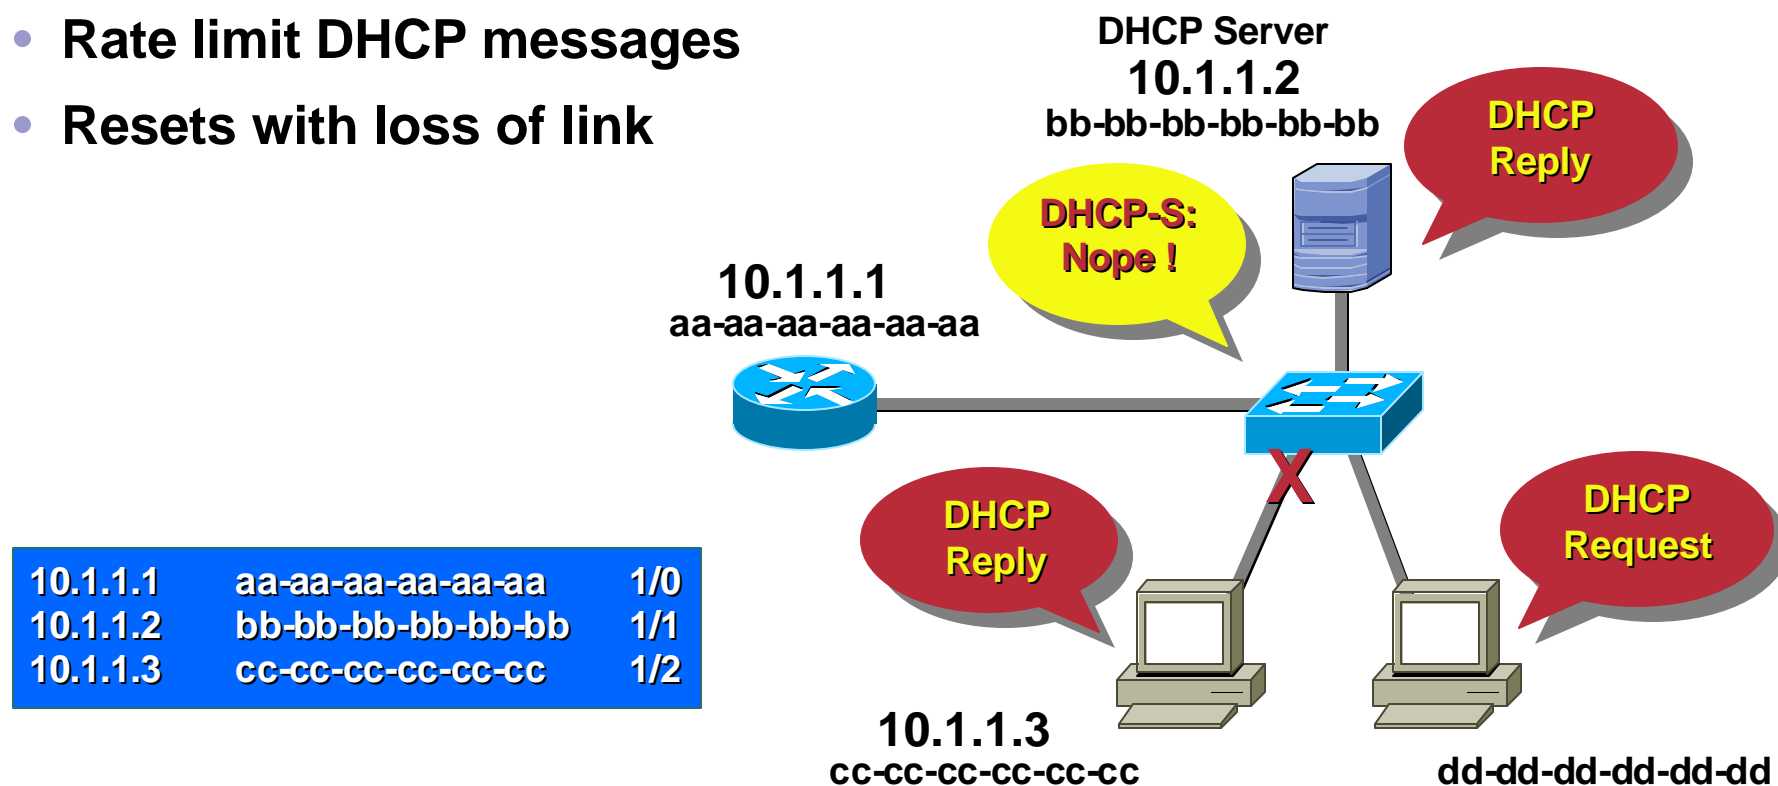 • Rate limit DHCP messages
• Resets with loss of link
DHCP Server
10.1.1.2
bb-bb-bb-bb-bb-bb
DHCP
Reply
DHCP-S:
Nope !
10.1.1.1
aa-aa-aa-aa-aa-aa
X
DHCP
Reply
DHCP
Request
10.1.1.1 aa-aa-aa-aa-aa-aa 1/0
10.1.1.2 bb-bb-bb-bb-bb-bb 1/1
10.1.1.3 cc-cc-cc-cc-cc-cc 1/2
10.1.1.3
cc-cc-cc-cc-cc-cc
dd-dd-dd-dd-dd-dd